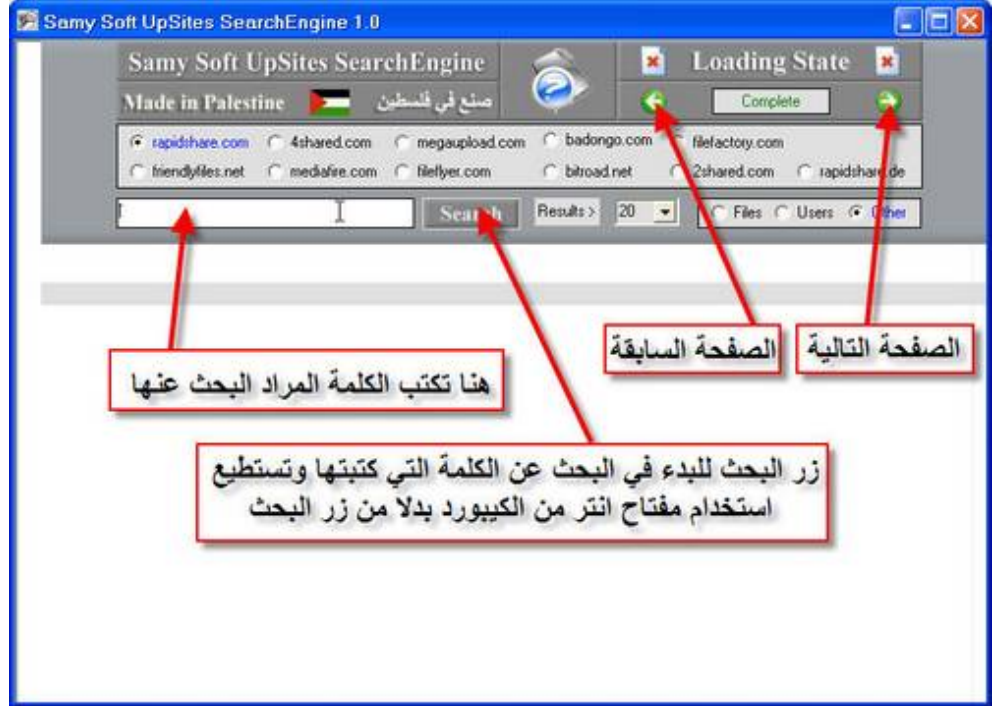 Samy Soft UpSites SearchEngine 1.0
Samy Soft UpSites SearchEngine
Loading State
Made in Palestine
صنع في فلسطين
Complete
rapidshare.com 4shared.com megaupload.com badongo.com filefactory.com
friendlyfiles.net mediafire.com fileflyer.com bitroad.net 2shared.com rapidshare.de
Search Results > 20 Files Users Other
الصفحة التالية
الصفحة السابقة
هنا تكتب الكلمة المراد البحث عنها
زر البحث للبدء في البحث عن الكلمة التي كتبتها وتستطيع
استخدام مفتاح انتر من الكيبورد بدلا من زر البحث